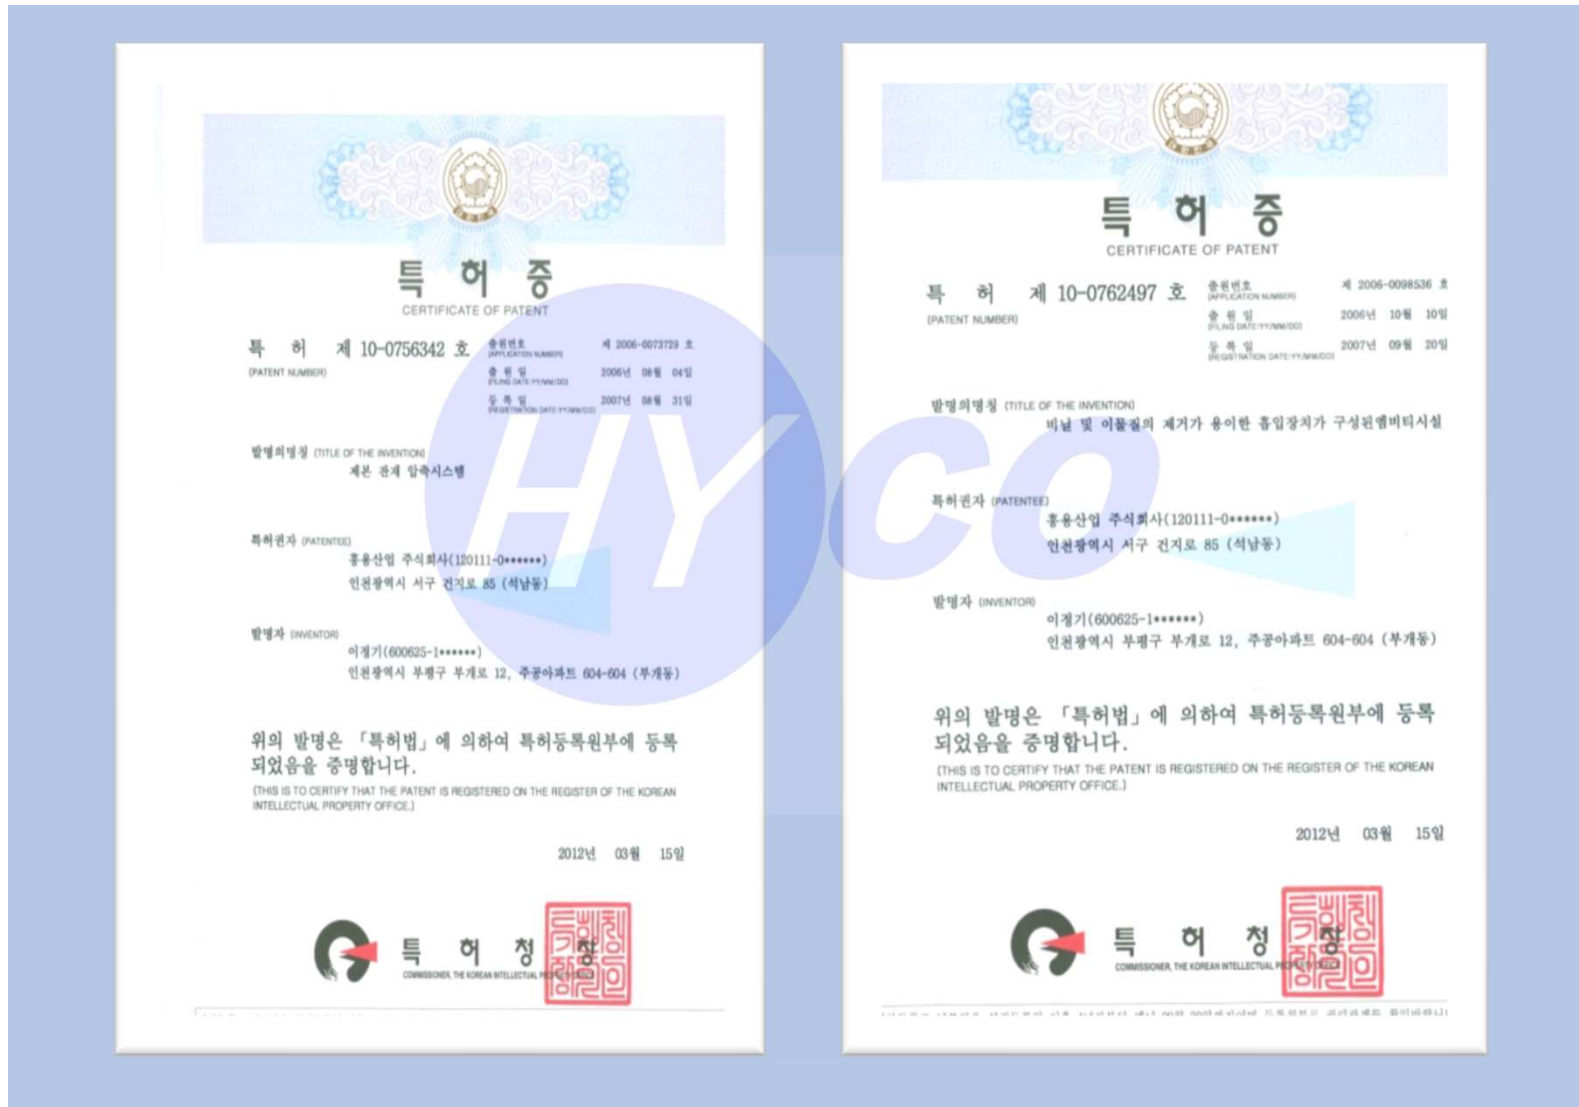 특 허 증
CERTIFICATE OF PATENT
특 허 제 10-0756342 호
(PATENT NUMBER)
출원번호 제 2006-0073729 호
(APPLICATION NUMBER)
출 원 일 2006년 08월 04일
(FILING DATE:YY/MM/DD)
등 록 일 2007년 08월 31일
(REGISTRATION DATE:YY/MM/DD)
발명의명칭 (TITLE OF THE INVENTION)
제본 잔재 압축시스템
특허권자 (PATENTEE)
흥용산업 주식회사(120111-0******)
인천광역시 서구 건지로 85 (석남동)
발명자 (INVENTOR)
이정기(600625-1******)
인천광역시 부평구 부개로 12, 주공아파트 604-604 (부개동)
위의 발명은 「특허법」에 의하여 특허등록원부에 등록
되었음을 증명합니다.
(THIS IS TO CERTIFY THAT THE PATENT IS REGISTERED ON THE REGISTER OF THE KOREAN
INTELLECTUAL PROPERTY OFFICE.)
2012년 03월 15일
특 허 청 장
COMMISSIONER, THE KOREAN INTELLECTUAL PROPERTY OFFICE
특 허 증
CERTIFICATE OF PATENT
특 허 제 10-0762497 호
(PATENT NUMBER)
출원번호 제 2006-0098536 호
(APPLICATION NUMBER)
출 원 일 2006년 10월 10일
(FILING DATE:YY/MM/DD)
등 록 일 2007년 09월 20일
(REGISTRATION DATE:YY/MM/DD)
발명의명칭 (TITLE OF THE INVENTION)
비닐 및 이물질의 제거가 용이한 흡입장치가 구성된엠비티시설
특허권자 (PATENTEE)
흥용산업 주식회사(120111-0******)
인천광역시 서구 건지로 85 (석남동)
발명자 (INVENTOR)
이정기(600625-1******)
인천광역시 부평구 부개로 12, 주공아파트 604-604 (부개동)
위의 발명은 「특허법」에 의하여 특허등록원부에 등록
되었음을 증명합니다.
(THIS IS TO CERTIFY THAT THE PATENT IS REGISTERED ON THE REGISTER OF THE KOREAN
INTELLECTUAL PROPERTY OFFICE.)
2012년 03월 15일
특 허 청 장
COMMISSIONER, THE KOREAN INTELLECTUAL PROPERTY OFFICE
HYCO